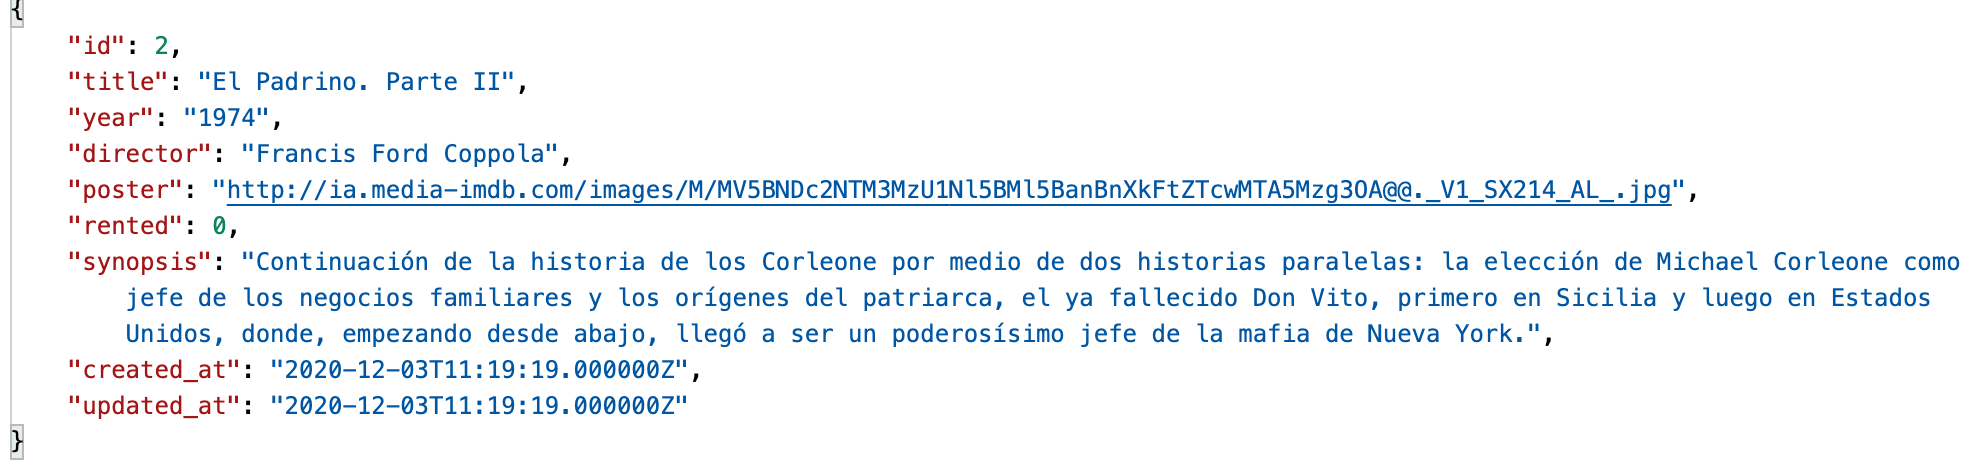 {
"id": 2,
"title": "El Padrino. Parte II",
"year": "1974",
"director": "Francis Ford Coppola",
"poster": "http://ia.media-imdb.com/images/M/MV5BNDc2NTM3MzU1Nl5BMl5BanBnXkFtZTcwMTA5Mzg3OA@@._V1_SX214_AL_.jpg",
"rented": 0,
"synopsis": "Continuación de la historia de los Corleone por medio de dos historias paralelas: la elección de Michael Corleone como
jefe de los negocios familiares y los orígenes del patriarca, el ya fallecido Don Vito, primero en Sicilia y luego en Estados
Unidos, donde, empezando desde abajo, llegó a ser un poderosísimo jefe de la mafia de Nueva York.",
"created_at": "2020-12-03T11:19:19.000000Z",
"updated_at": "2020-12-03T11:19:19.000000Z"
}